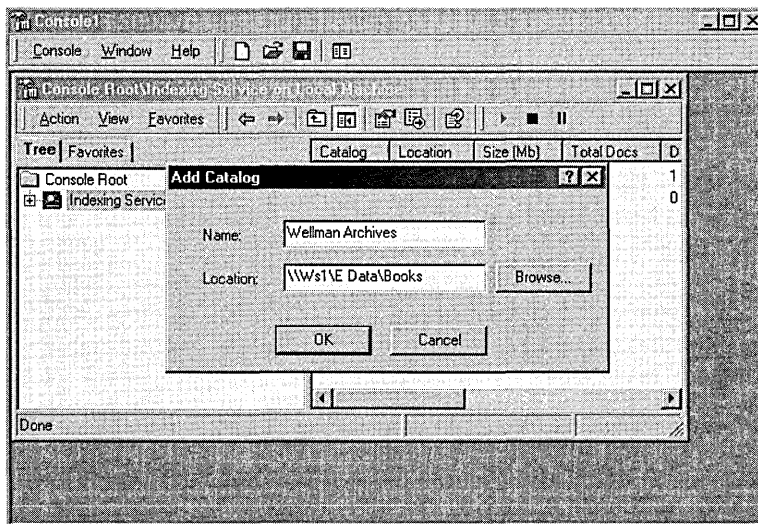 Console1
Console Window Help
Console Root\Indexing Service on Local Machine
Action View Favorites
Tree Favorites
Catalog Location Size (Mb) Total Docs D
Console Root
1
Indexing Servic
0
Add Catalog
Name: Wellman Archives
Location: \\Ws1\E Data\Books Browse...
OK Cancel
Done